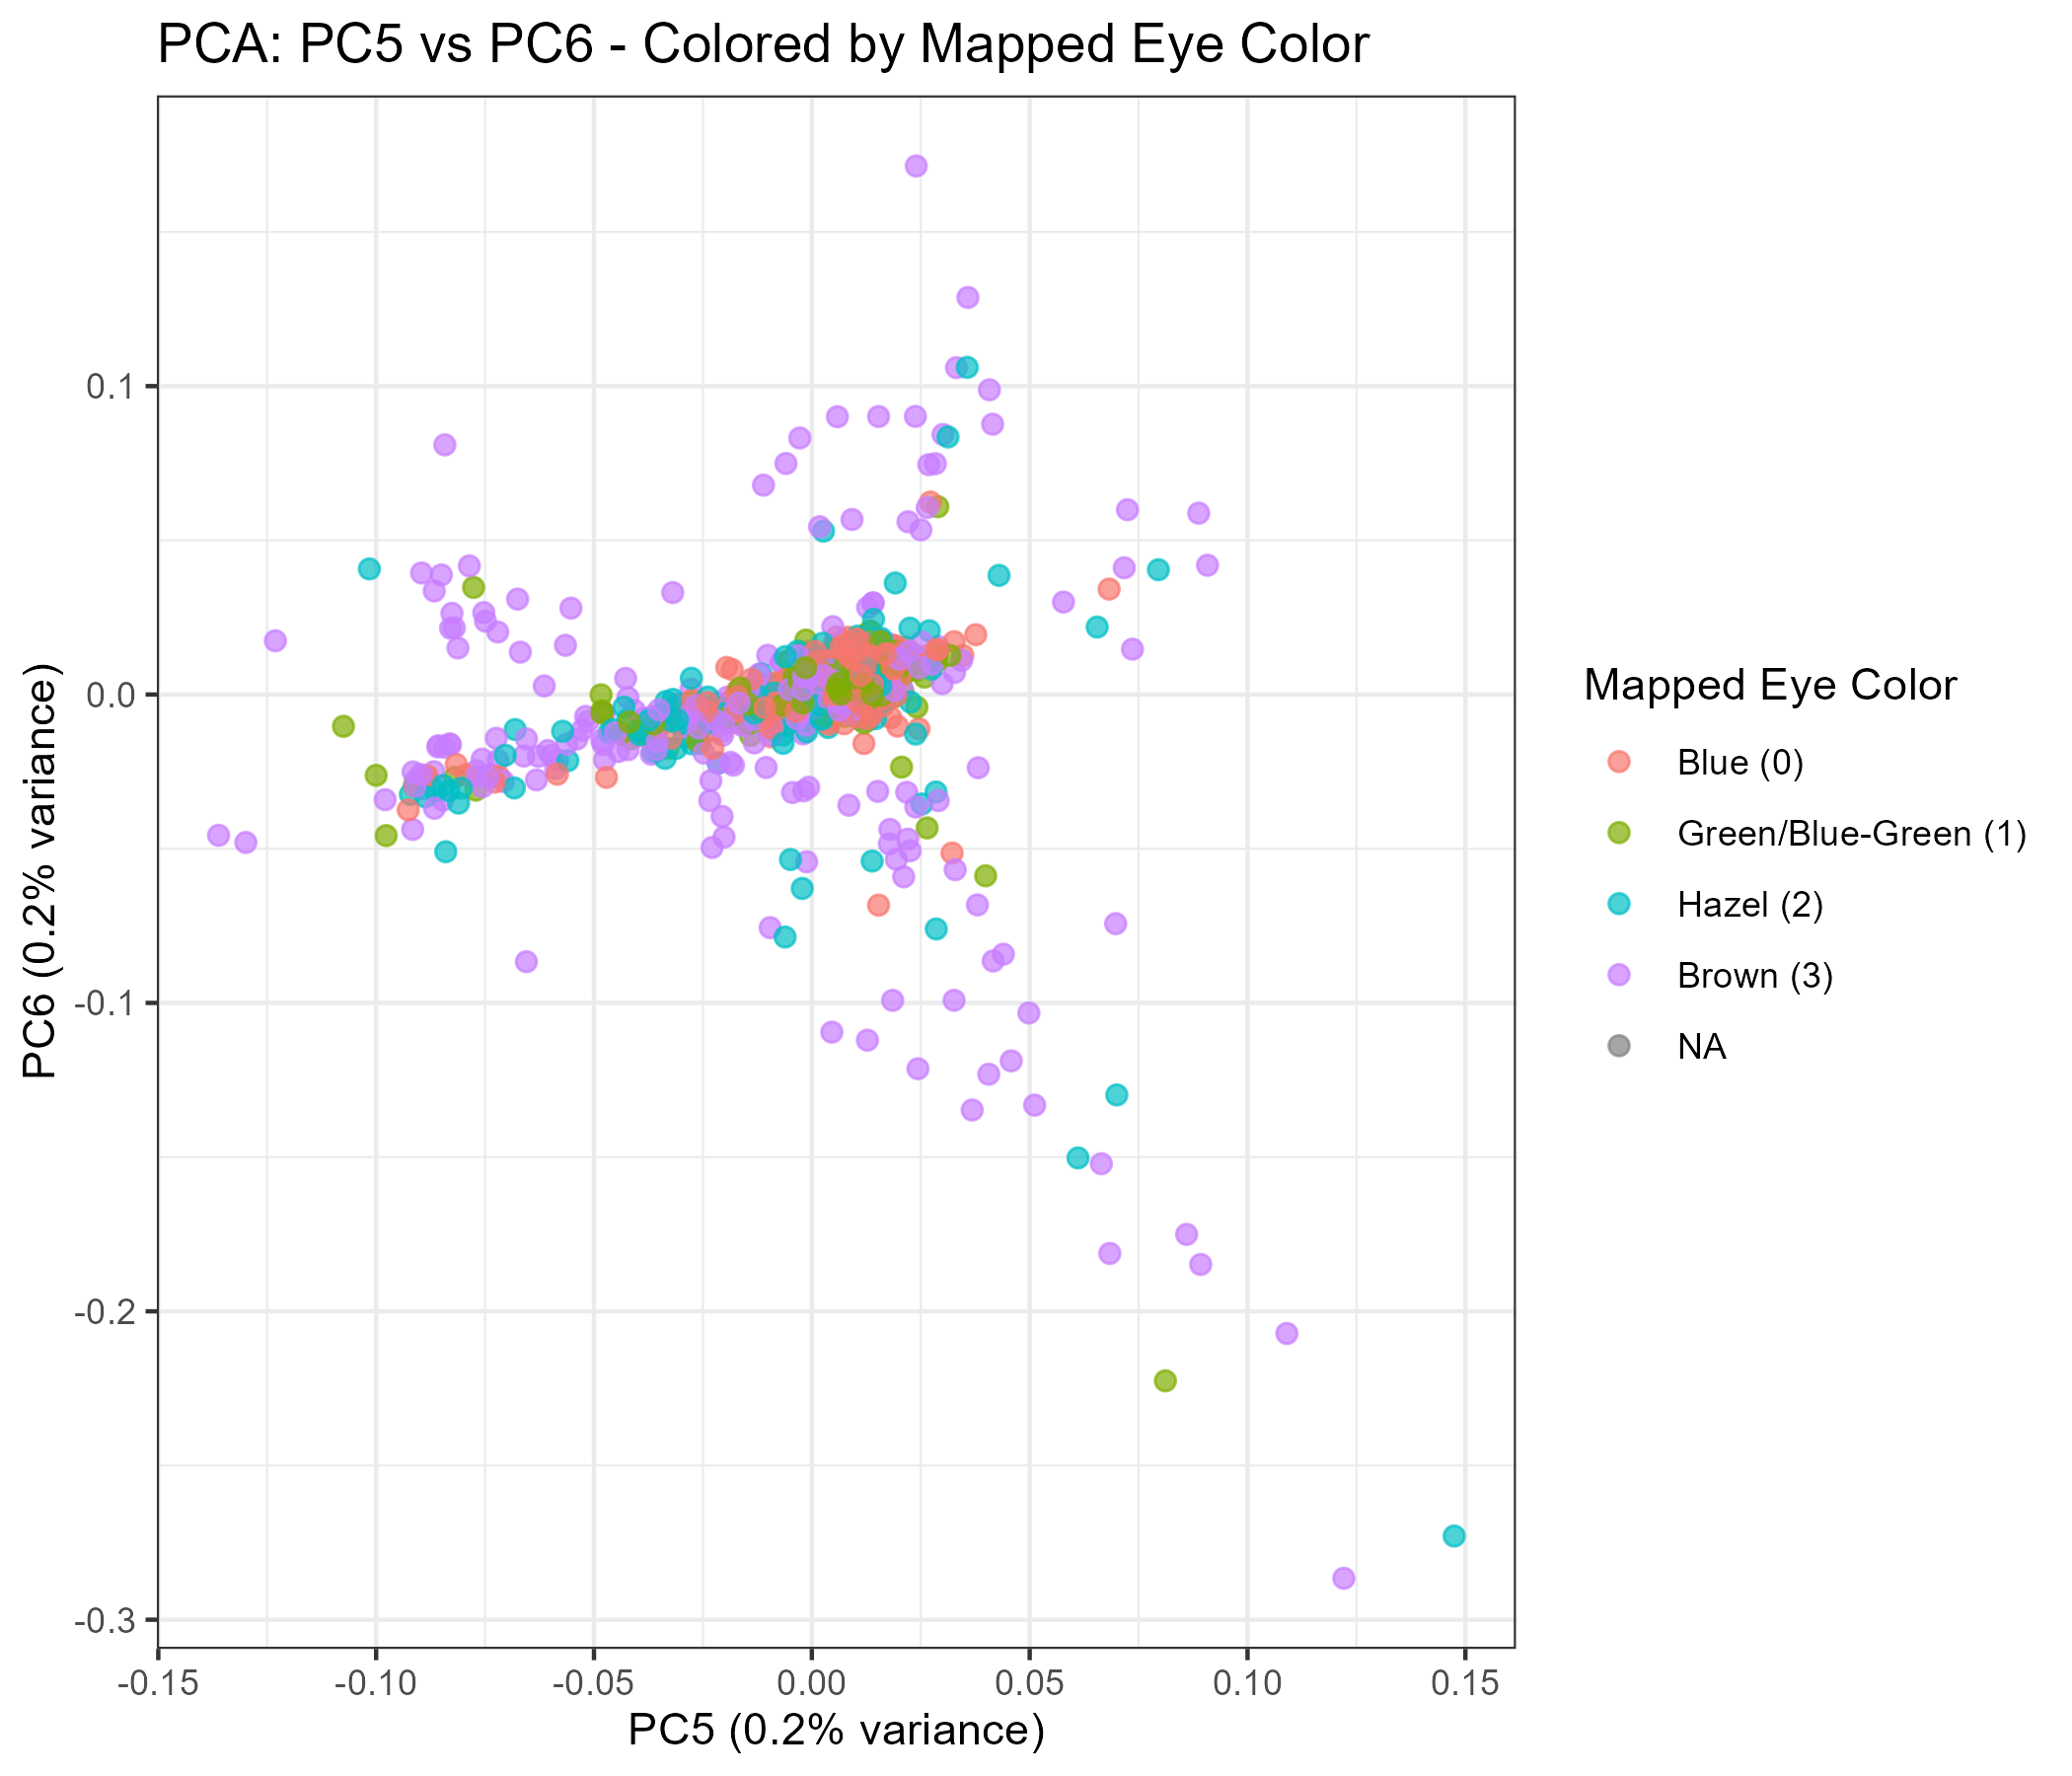 PCA: PC5 vs PC6 - Colored by Mapped Eye Color
0.1
0.0
-0.1
-0.2
-0.3
PC6 (0.2% variance)
-0.15 -0.10 -0.05 0.00 0.05 0.10 0.15
PC5 (0.2% variance)
Mapped Eye Color
Blue (0)
Green/Blue-Green (1)
Hazel (2)
Brown (3)
NA